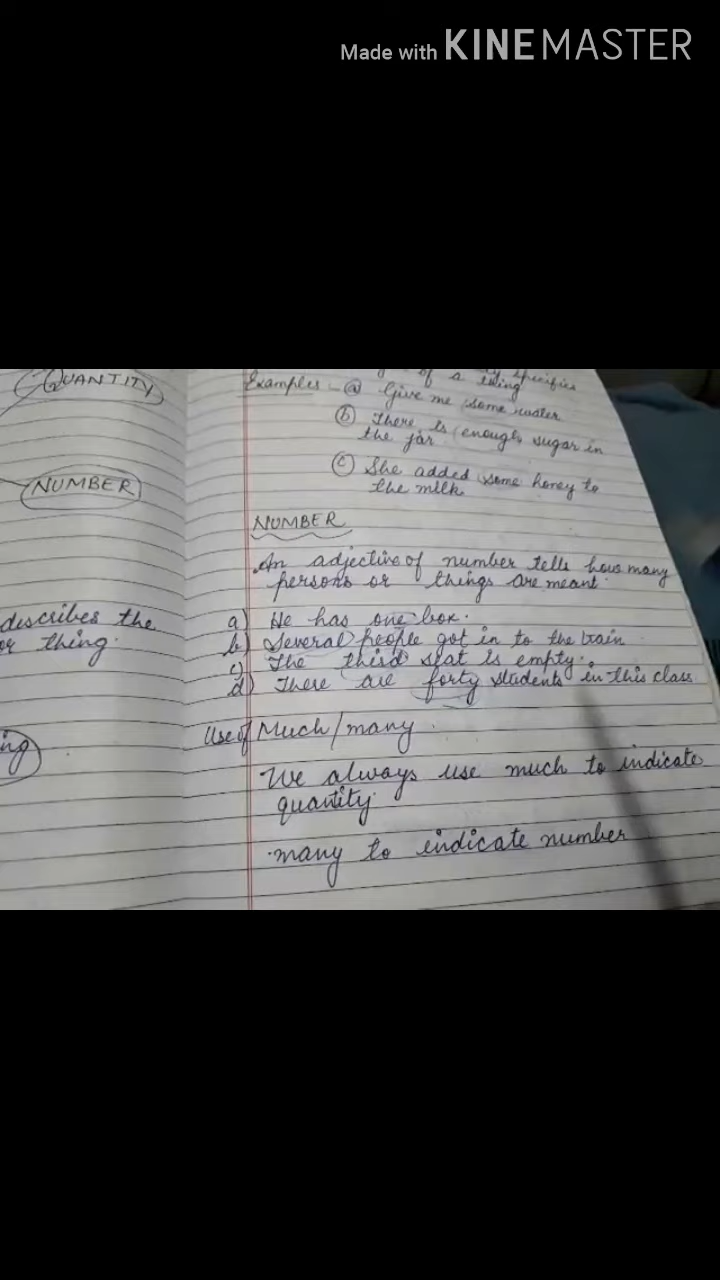 Made with KINEMASTER
QUANTITY
NUMBER
describes the
or thing.
ng
specifies
of a thing
Examples - (a) Give me (some water
(b) There is (enough) sugar in
the jar
(c) She added some honey to
the milk
NUMBER
An adjective of number tells how many
persons or things are meant.
a) He has one box.
b) Several people got in to the train
c) The third seat is empty.
d) There are forty students in this class
Use of Much/many
We always use much to indicate
quantity.
.many to indicate number